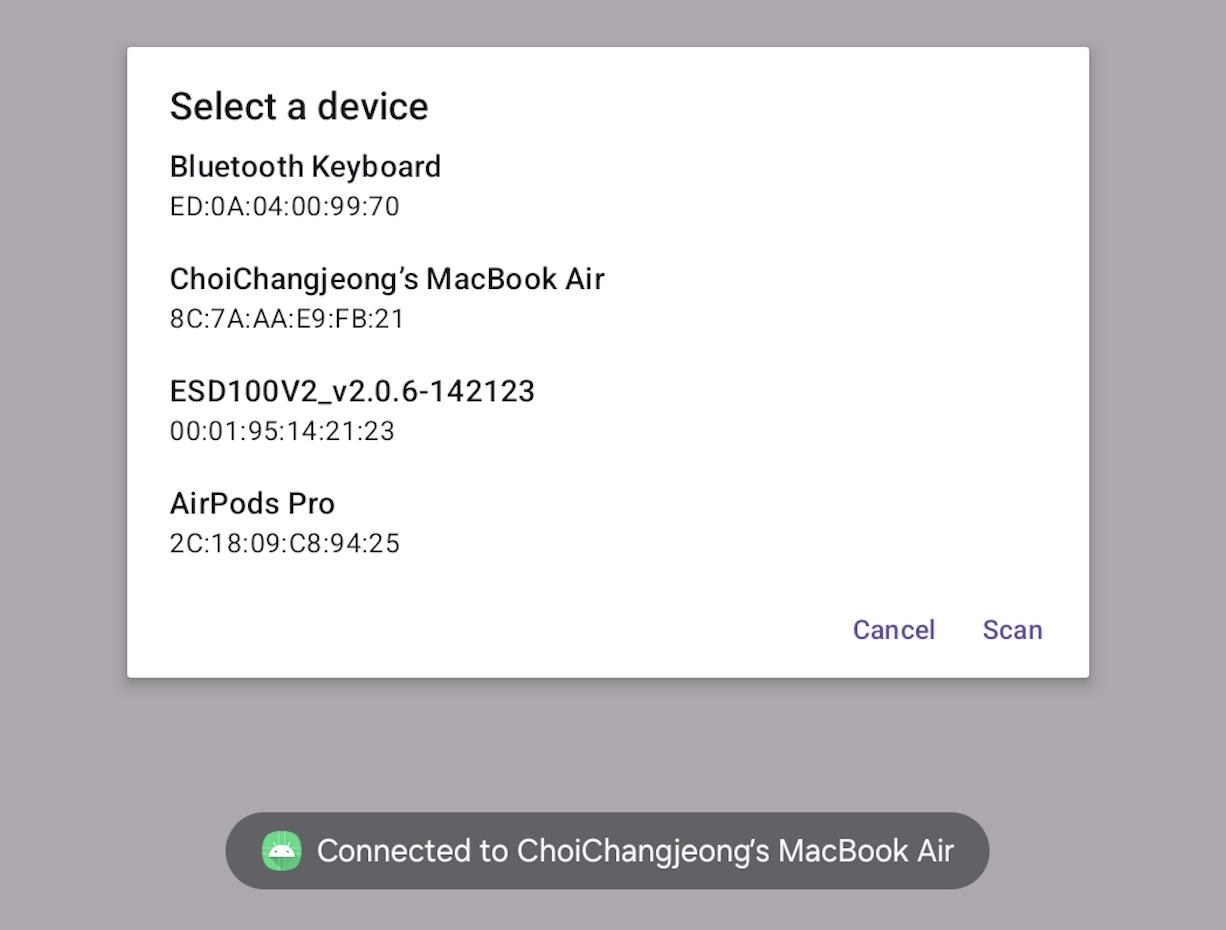 Select a device
Bluetooth Keyboard
ED:0A:04:00:99:70
ChoiChangjeong’s MacBook Air
8C:7A:AA:E9:FB:21
ESD100V2_v2.0.6-142123
00:01:95:14:21:23
AirPods Pro
2C:18:09:C8:94:25
Cancel Scan
Connected to ChoiChangjeong’s MacBook Air